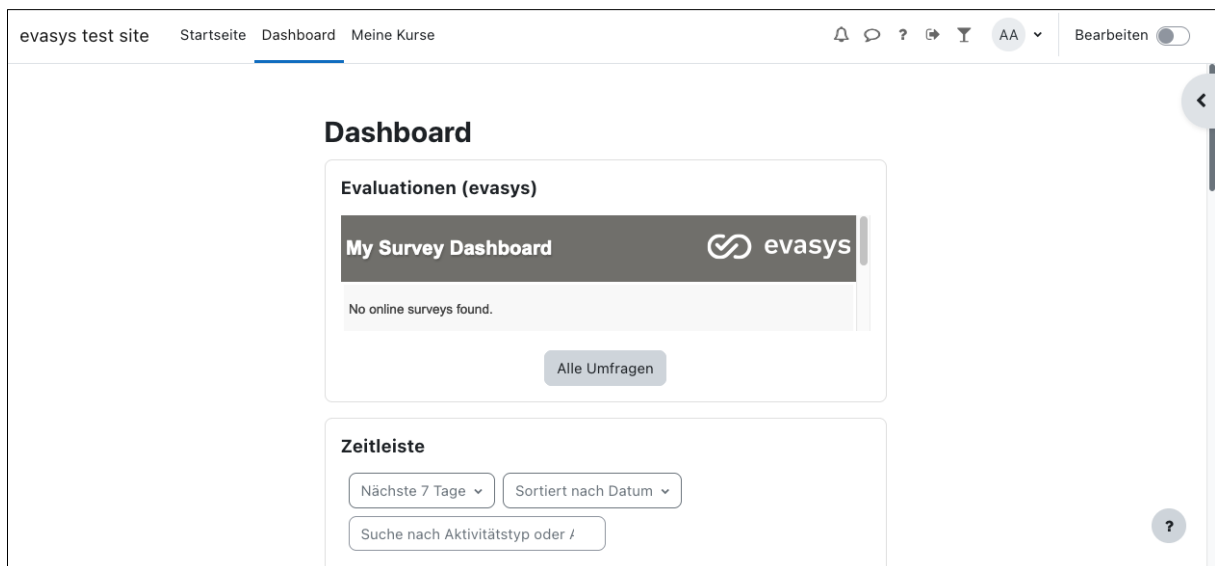 evasys test site Startseite Dashboard Meine Kurse ? AA Bearbeiten
Dashboard
Evaluationen (evasys)
My Survey Dashboard evasys
No online surveys found.
Alle Umfragen
Zeitleiste
Nächste 7 Tage Sortiert nach Datum
Suche nach Aktivitätstyp oder
?